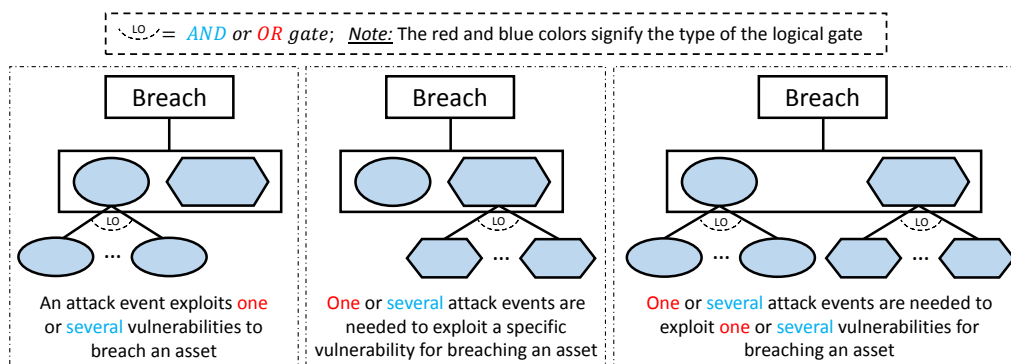 LO = AND or OR gate; Note: The red and blue colors signify the type of the logical gate
Breach
LO
...
An attack event exploits one
or several vulnerabilities to
breach an asset
Breach
LO
...
One or several attack events are
needed to exploit a specific
vulnerability for breaching an asset
Breach
LO
...
LO
...
One or several attack events are needed to
exploit one or several vulnerabilities for
breaching an asset